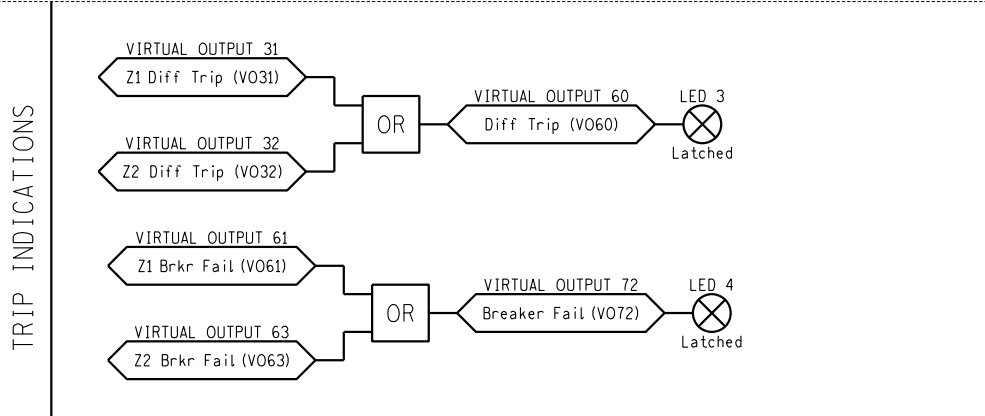 TRIP INDICATIONS
VIRTUAL OUTPUT 31
Z1 Diff Trip (VO31)
VIRTUAL OUTPUT 32
Z2 Diff Trip (VO32)
OR
VIRTUAL OUTPUT 60
Diff Trip (VO60)
LED 3
Latched
VIRTUAL OUTPUT 61
Z1 Brkr Fail (VO61)
VIRTUAL OUTPUT 63
Z2 Brkr Fail (VO63)
OR
VIRTUAL OUTPUT 72
Breaker Fail (VO72)
LED 4
Latched